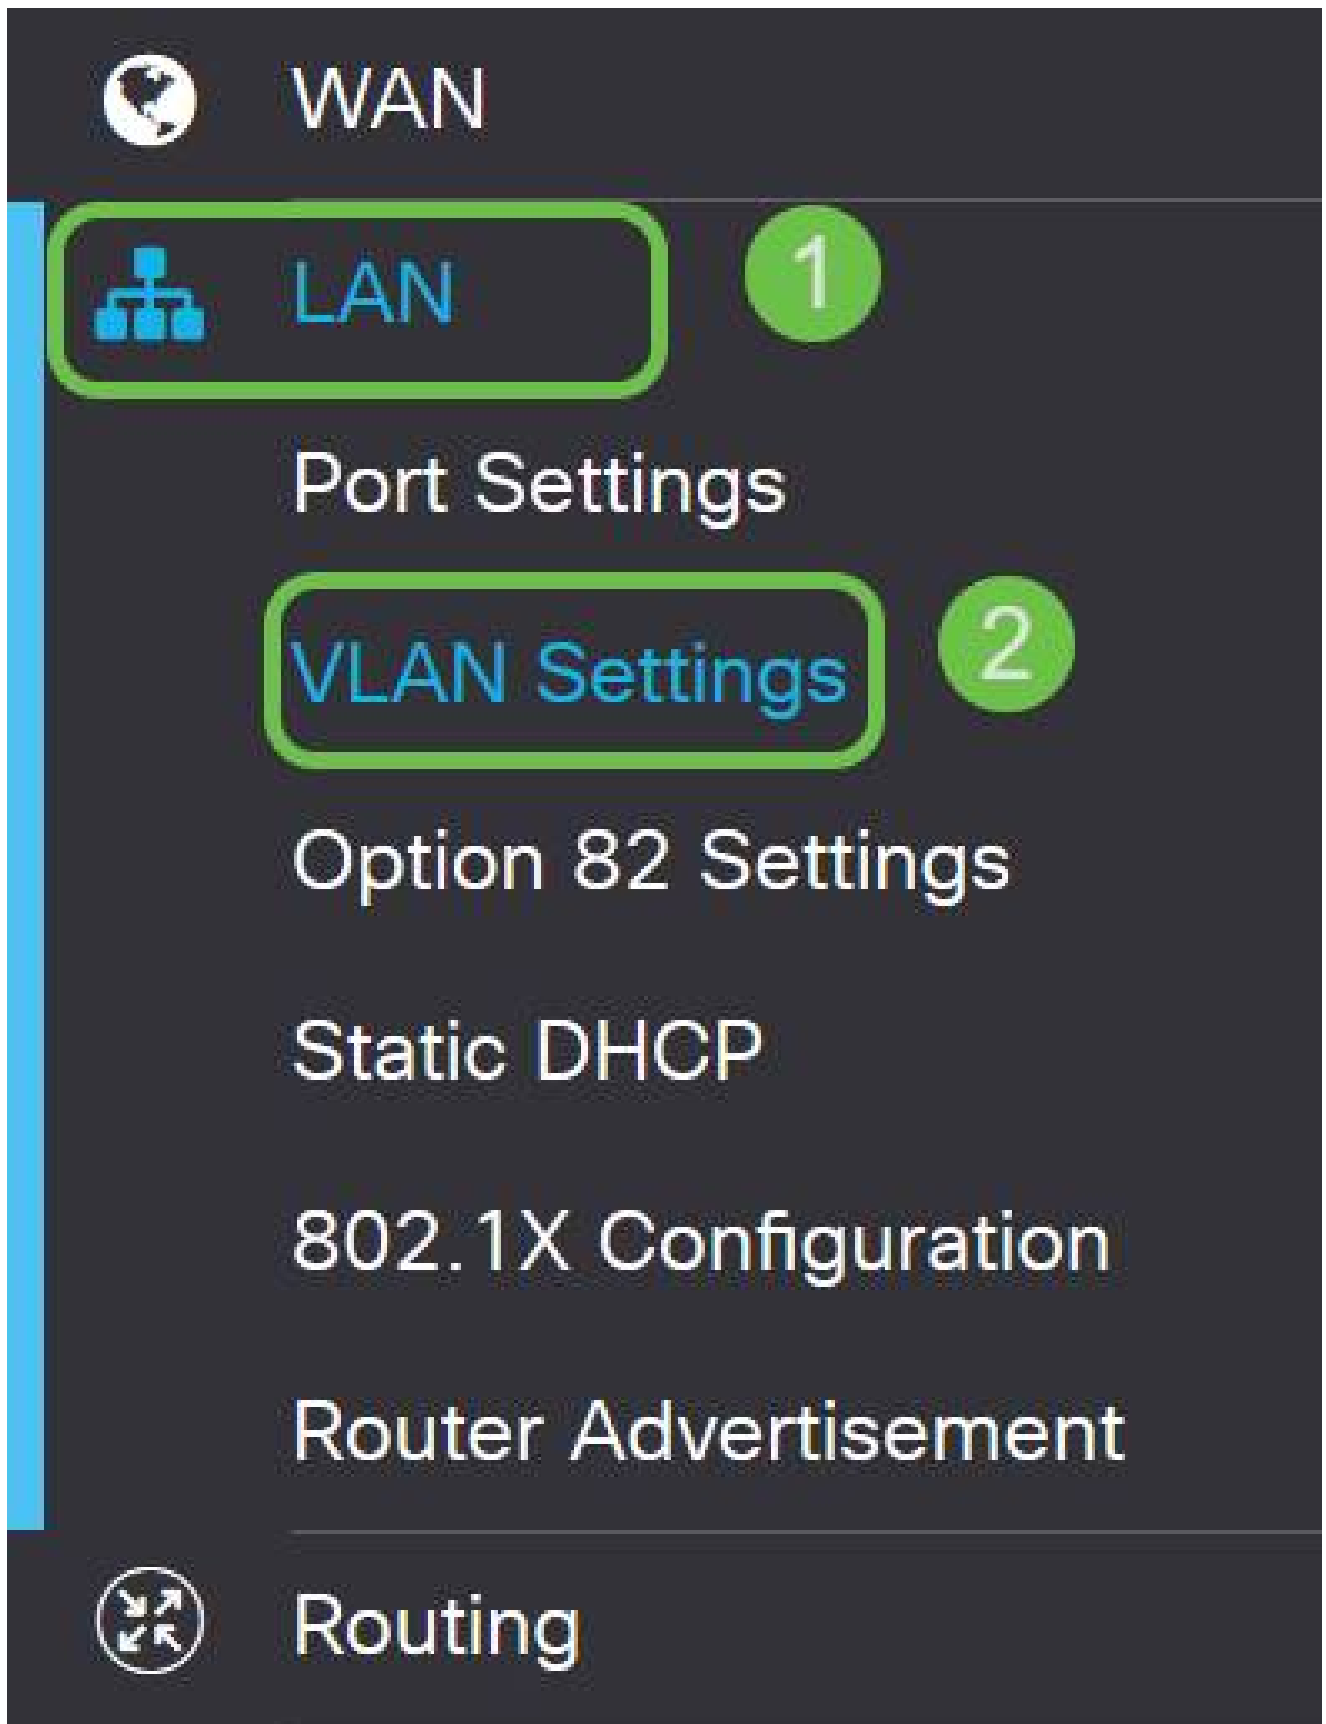 WAN
LAN 1
Port Settings
VLAN Settings 2
Option 82 Settings
Static DHCP
802.1X Configuration
Router Advertisement
Routing